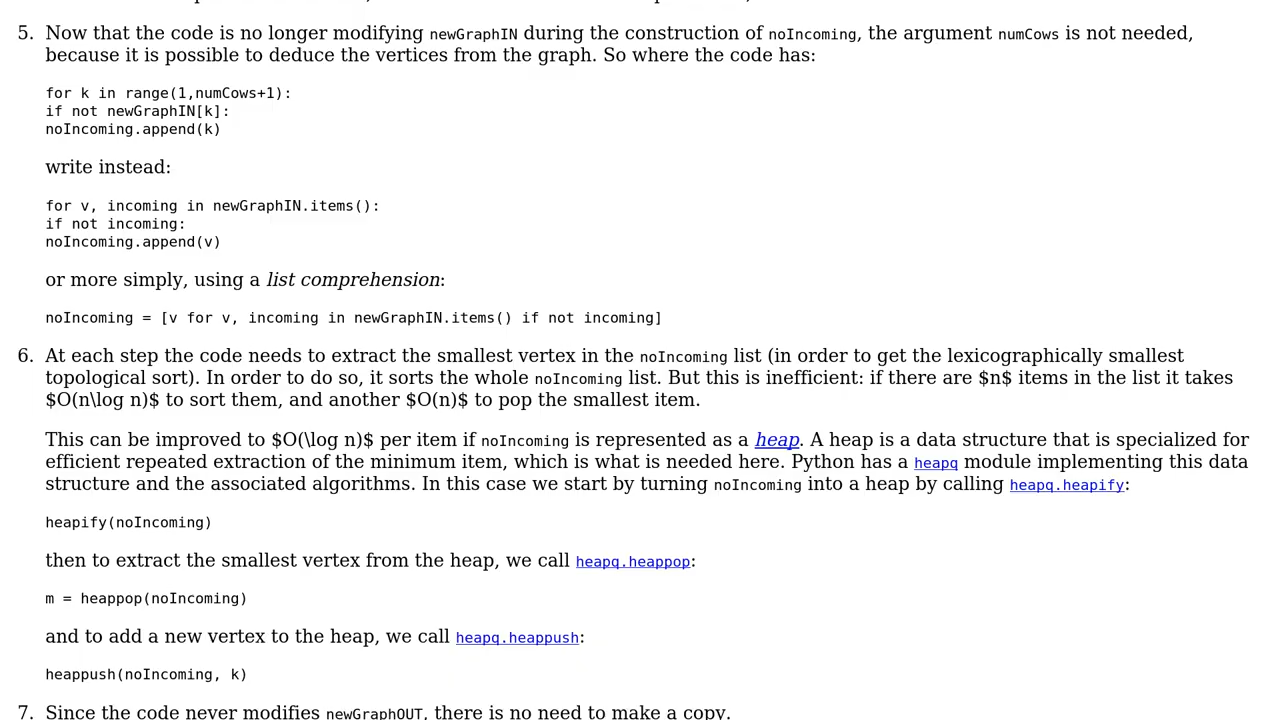 5. Now that the code is no longer modifying newGraphIN during the construction of noIncoming, the argument numCows is not needed,
because it is possible to deduce the vertices from the graph. So where the code has:
for k in range(1,numCows+1):
if not newGraphIN[k]:
noIncoming.append(k)
write instead:
for v, incoming in newGraphIN.items():
if not incoming:
noIncoming.append(v)
or more simply, using a list comprehension:
noIncoming = [v for v, incoming in newGraphIN.items() if not incoming]
6. At each step the code needs to extract the smallest vertex in the noIncoming list (in order to get the lexicographically smallest
topological sort). In order to do so, it sorts the whole noIncoming list. But this is inefficient: if there are $n$ items in the list it takes
$O(n\log n)$ to sort them, and another $O(n)$ to pop the smallest item.
This can be improved to $O(\log n)$ per item if noIncoming is represented as a heap. A heap is a data structure that is specialized for
efficient repeated extraction of the minimum item, which is what is needed here. Python has a heapq module implementing this data
structure and the associated algorithms. In this case we start by turning noIncoming into a heap by calling heapq.heapify:
heapify(noIncoming)
then to extract the smallest vertex from the heap, we call heapq.heappop:
m = heappop(noIncoming)
and to add a new vertex to the heap, we call heapq.heappush:
heappush(noIncoming, k)
7. Since the code never modifies newGraphOUT, there is no need to make a copy.